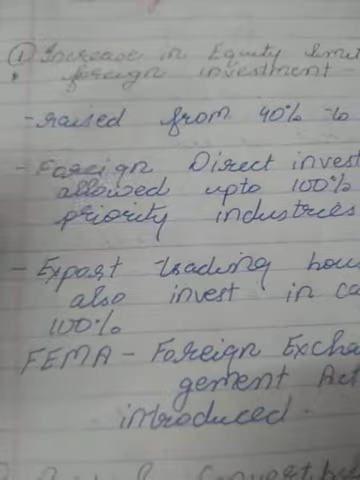 ① Increase in Equity limit
foreign investment -
- raised from 40% to
- Foreign Direct invest
allowed upto 100%
priority industries
- Export trading hou
also invest in ca
100%
FEMA - Foreign Excha
gement Act
introduced.